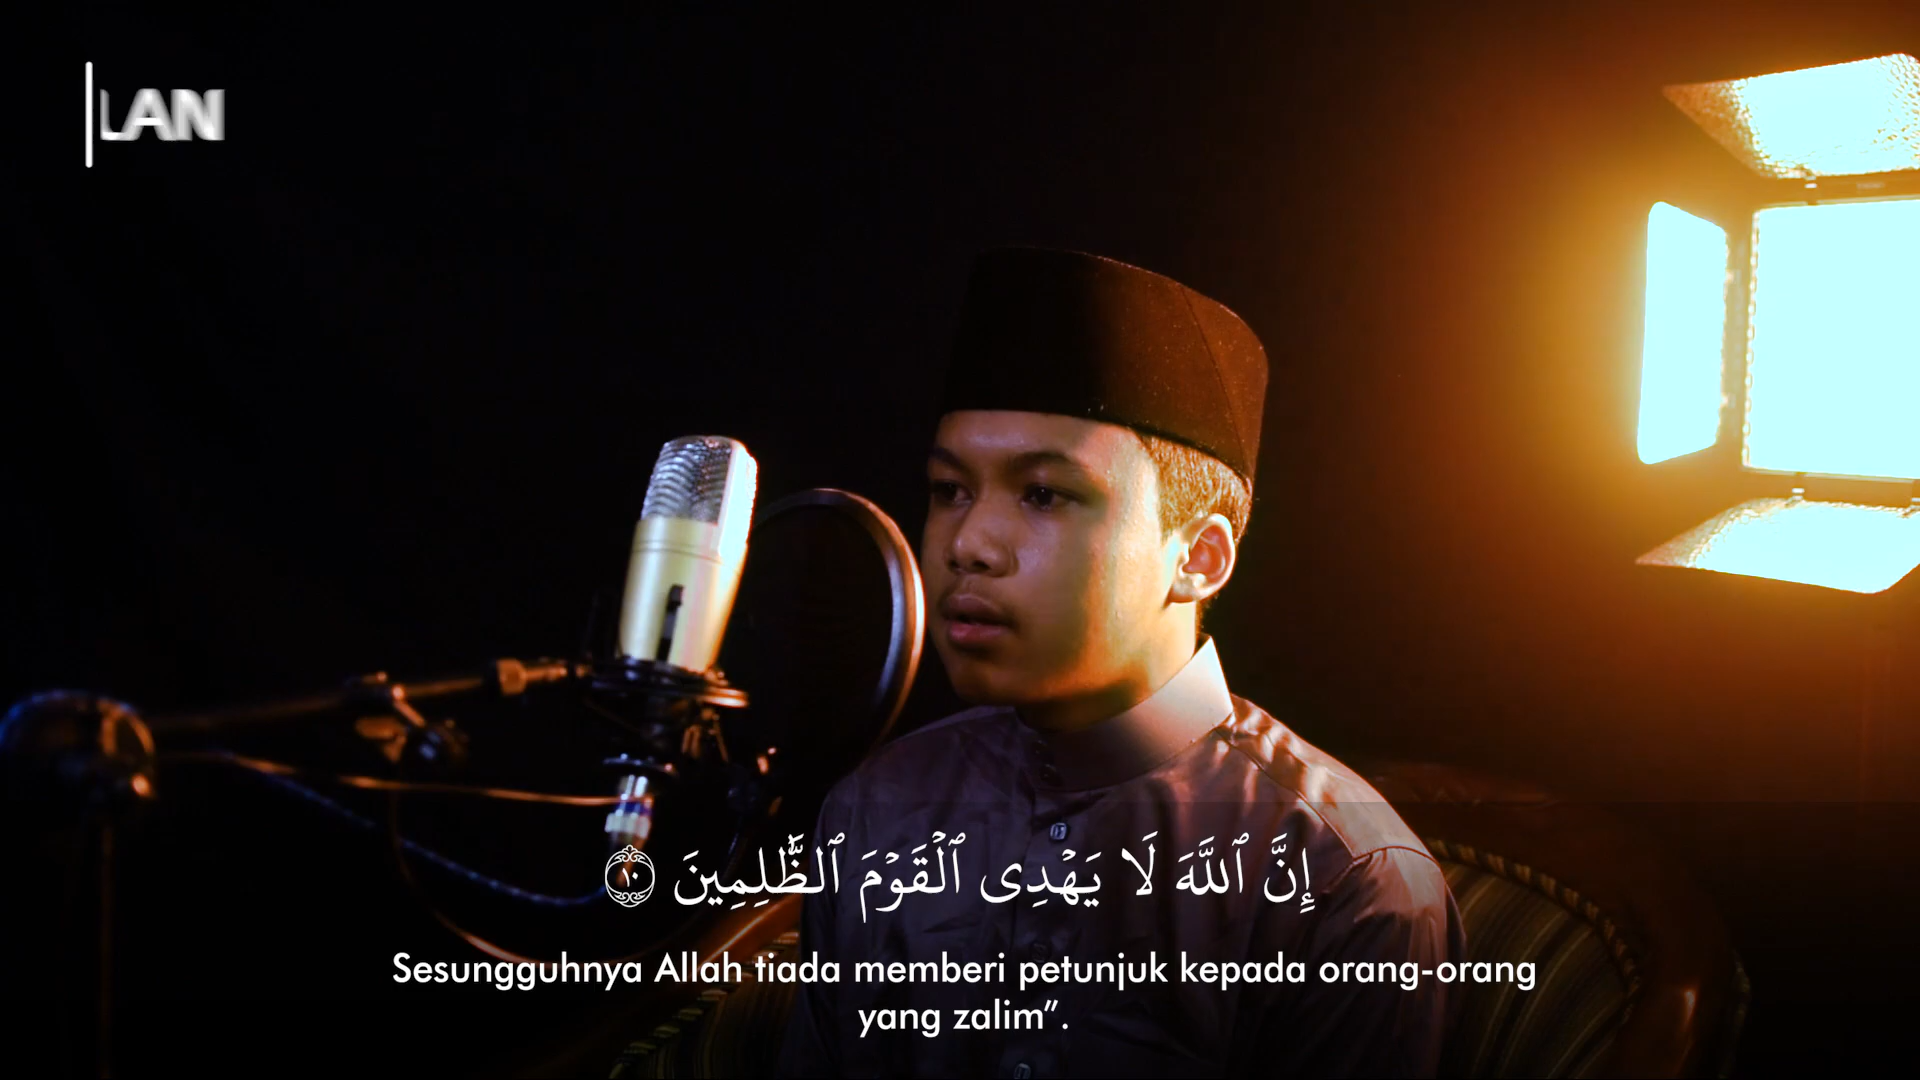 LAN
إِنَّ ٱللَّهَ لَا يَهْدِى ٱلْقَوْمَ ٱلظَّٰلِمِينَ ١٠
Sesungguhnya Allah tiada memberi petunjuk kepada orang-orang
yang zalim”.